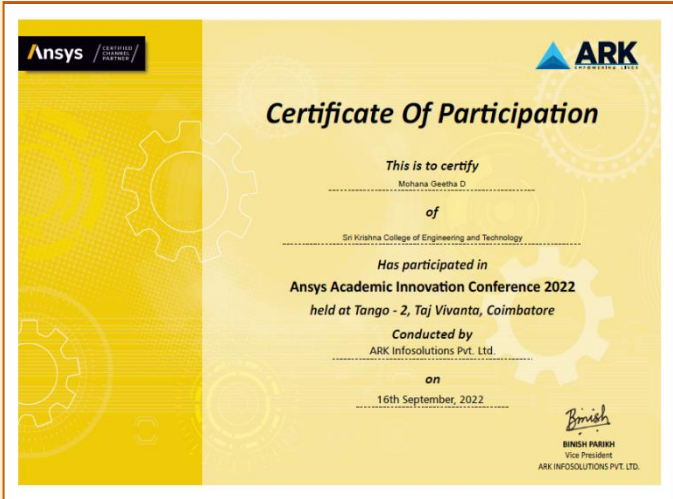 Ansys / CERTIFIED CHANNEL PARTNER /
ARK
EMPOWERING LIVES
Certificate Of Participation
This is to certify
Mohana Geetha D
of
Sri Krishna College of Engineering and Technology
Has participated in
Ansys Academic Innovation Conference 2022
held at Tango - 2, Taj Vivanta, Coimbatore
Conducted by
ARK Infosolutions Pvt. Ltd.
on
16th September, 2022
Binish
BINISH PARIKH
Vice President
ARK INFOSOLUTIONS PVT. LTD.